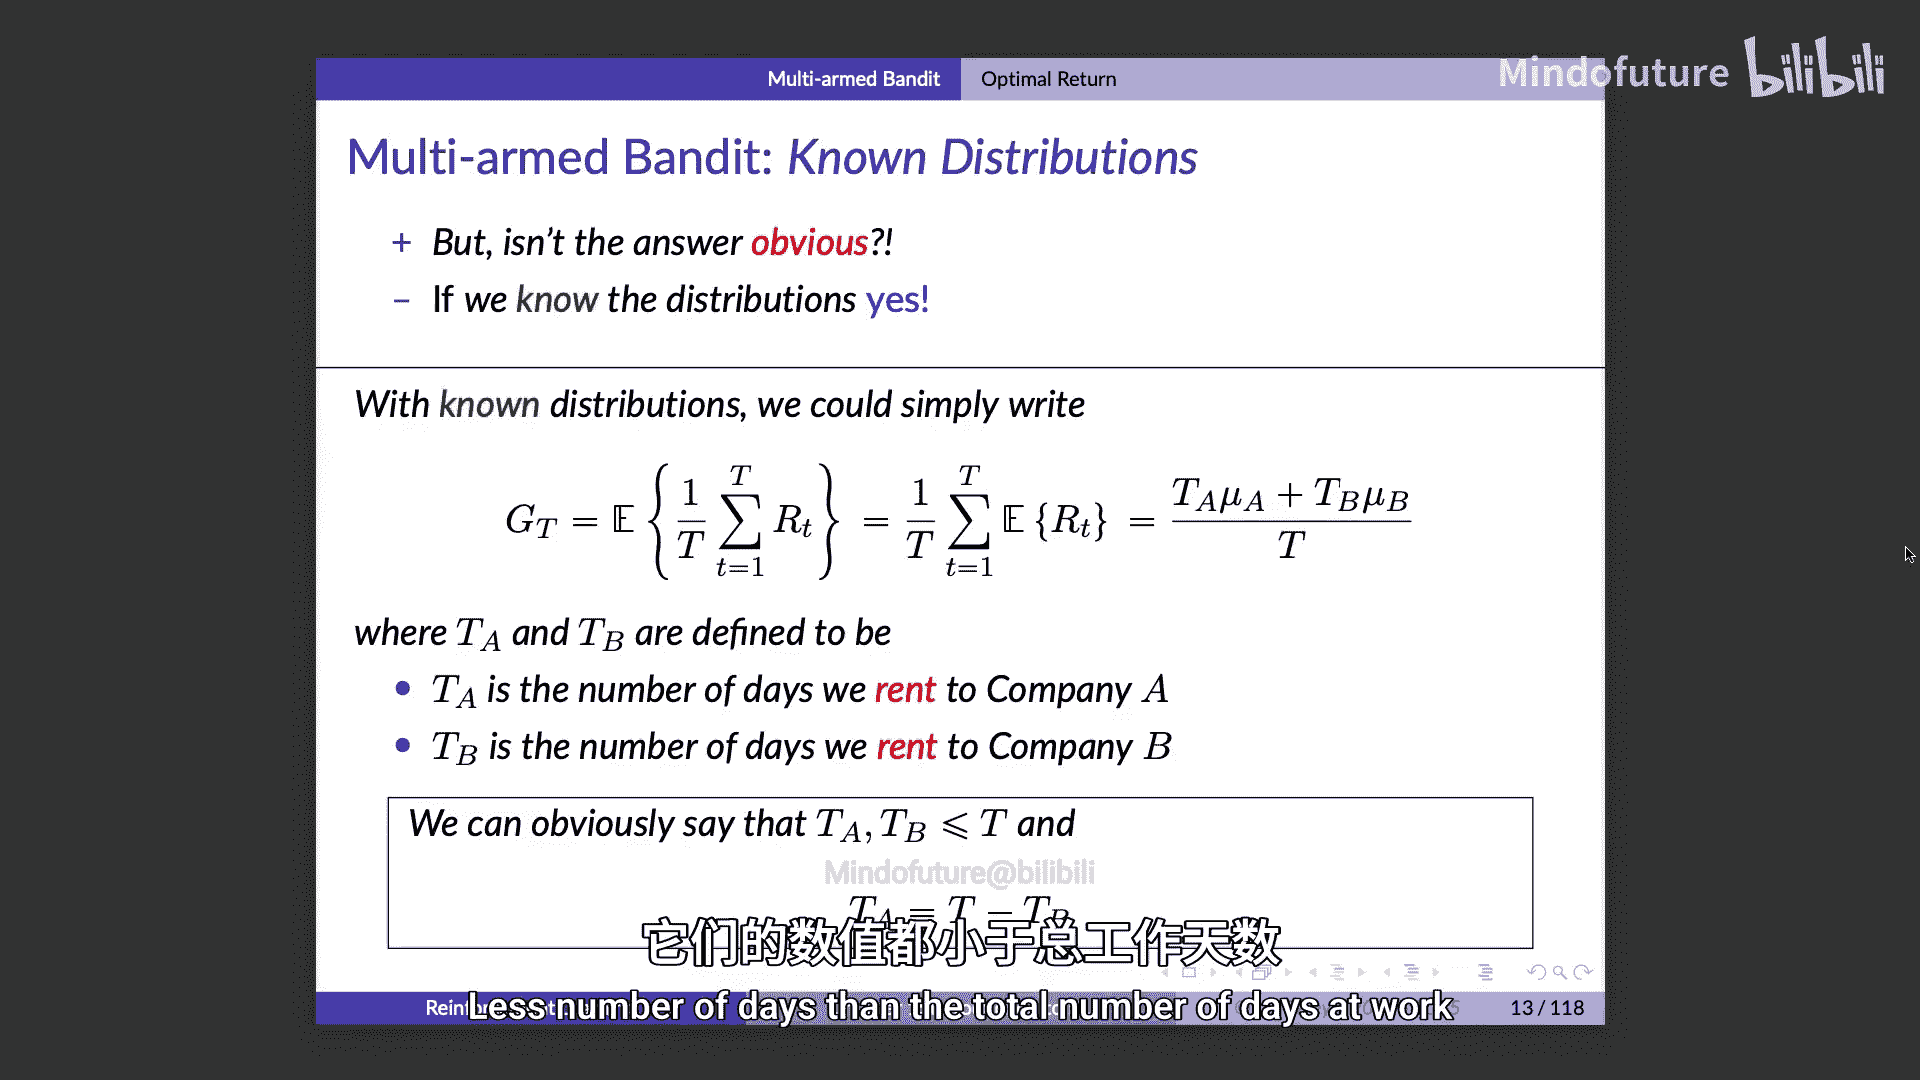 Multi-armed Bandit Optimal Return
Mindofuture bilibili
Multi-armed Bandit: Known Distributions
+ But, isn't the answer obvious?!
− If we know the distributions yes!
With known distributions, we could simply write
G_T = 𝔼 { 1/T ∑_{t=1}^{T} R_t } = 1/T ∑_{t=1}^{T} 𝔼 {R_t} = (T_A μ_A + T_B μ_B) / T
where T_A and T_B are defined to be
• T_A is the number of days we rent to Company A
• T_B is the number of days we rent to Company B
We can obviously say that T_A, T_B ⩽ T and
Mindofuture@bilibili
T_A = T − T_B
它们的数值都小于总工作天数
Less number of days than the total number of days at work
13 / 118